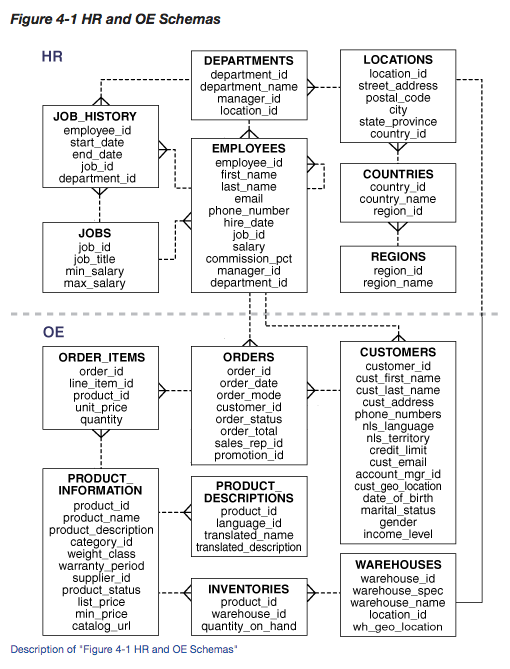 Figure 4-1 HR and OE Schemas
HR
DEPARTMENTS
department_id
department_name
manager_id
location_id
LOCATIONS
location_id
street_address
postal_code
city
state_province
country_id
JOB_HISTORY
employee_id
start_date
end_date
job_id
department_id
EMPLOYEES
employee_id
first_name
last_name
email
phone_number
hire_date
job_id
salary
commission_pct
manager_id
department_id
COUNTRIES
country_id
country_name
region_id
JOBS
job_id
job_title
min_salary
max_salary
REGIONS
region_id
region_name
OE
ORDER_ITEMS
order_id
line_item_id
product_id
unit_price
quantity
ORDERS
order_id
order_date
order_mode
customer_id
order_status
order_total
sales_rep_id
promotion_id
CUSTOMERS
customer_id
cust_first_name
cust_last_name
cust_address
phone_numbers
nls_language
nls_territory
credit_limit
cust_email
account_mgr_id
cust_geo_location
date_of_birth
marital_status
gender
income_level
PRODUCT_
INFORMATION
product_id
product_name
product_description
category_id
weight_class
warranty_period
supplier_id
product_status
list_price
min_price
catalog_url
PRODUCT_
DESCRIPTIONS
product_id
language_id
translated_name
translated_description
INVENTORIES
product_id
warehouse_id
quantity_on_hand
WAREHOUSES
warehouse_id
warehouse_spec
warehouse_name
location_id
wh_geo_location
Description of "Figure 4-1 HR and OE Schemas"